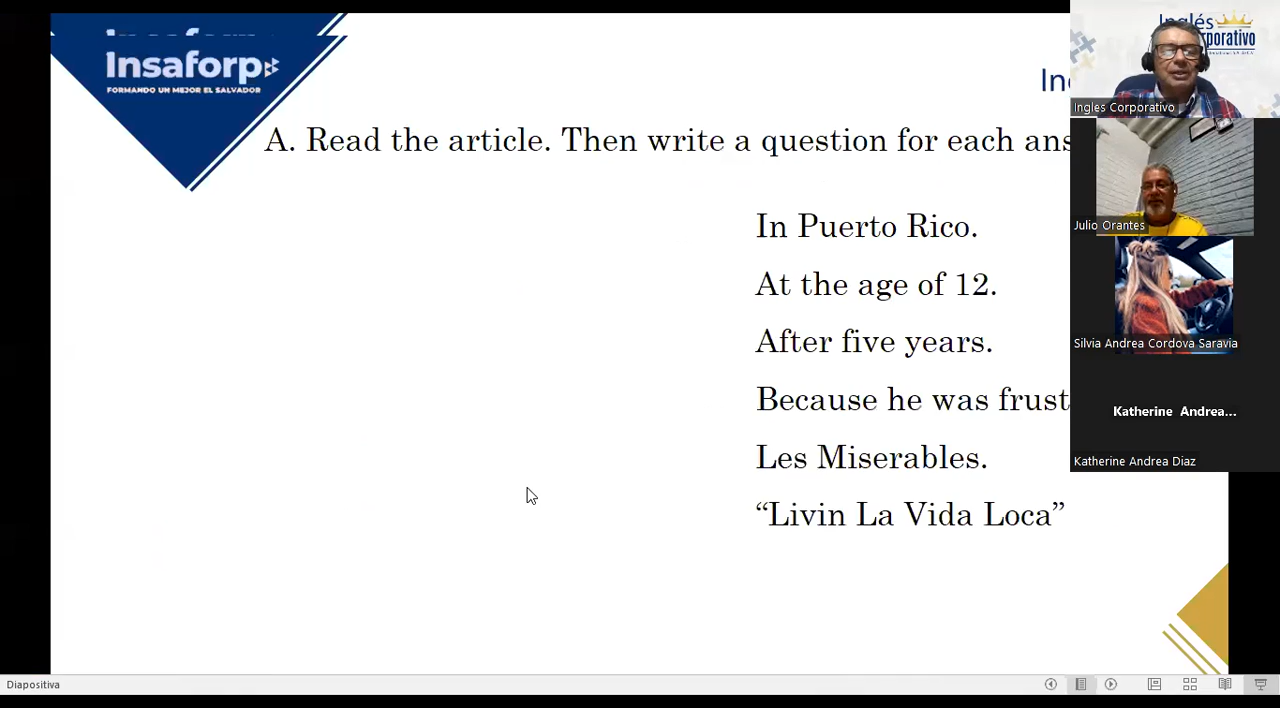 Insaforp
FORMANDO UN MEJOR EL SALVADOR
Inglés
Corporativo
A. Read the article. Then write a question for each
In Puerto Rico.
At the age of 12.
After five years.
Because he was
Les Miserables.
“Livin La Vida Loca”
Ingles Corporativo
Julio Orantes
Silvia Andrea Cordova Saravia
Katherine Andrea...
Katherine Andrea Diaz
Diapositiva